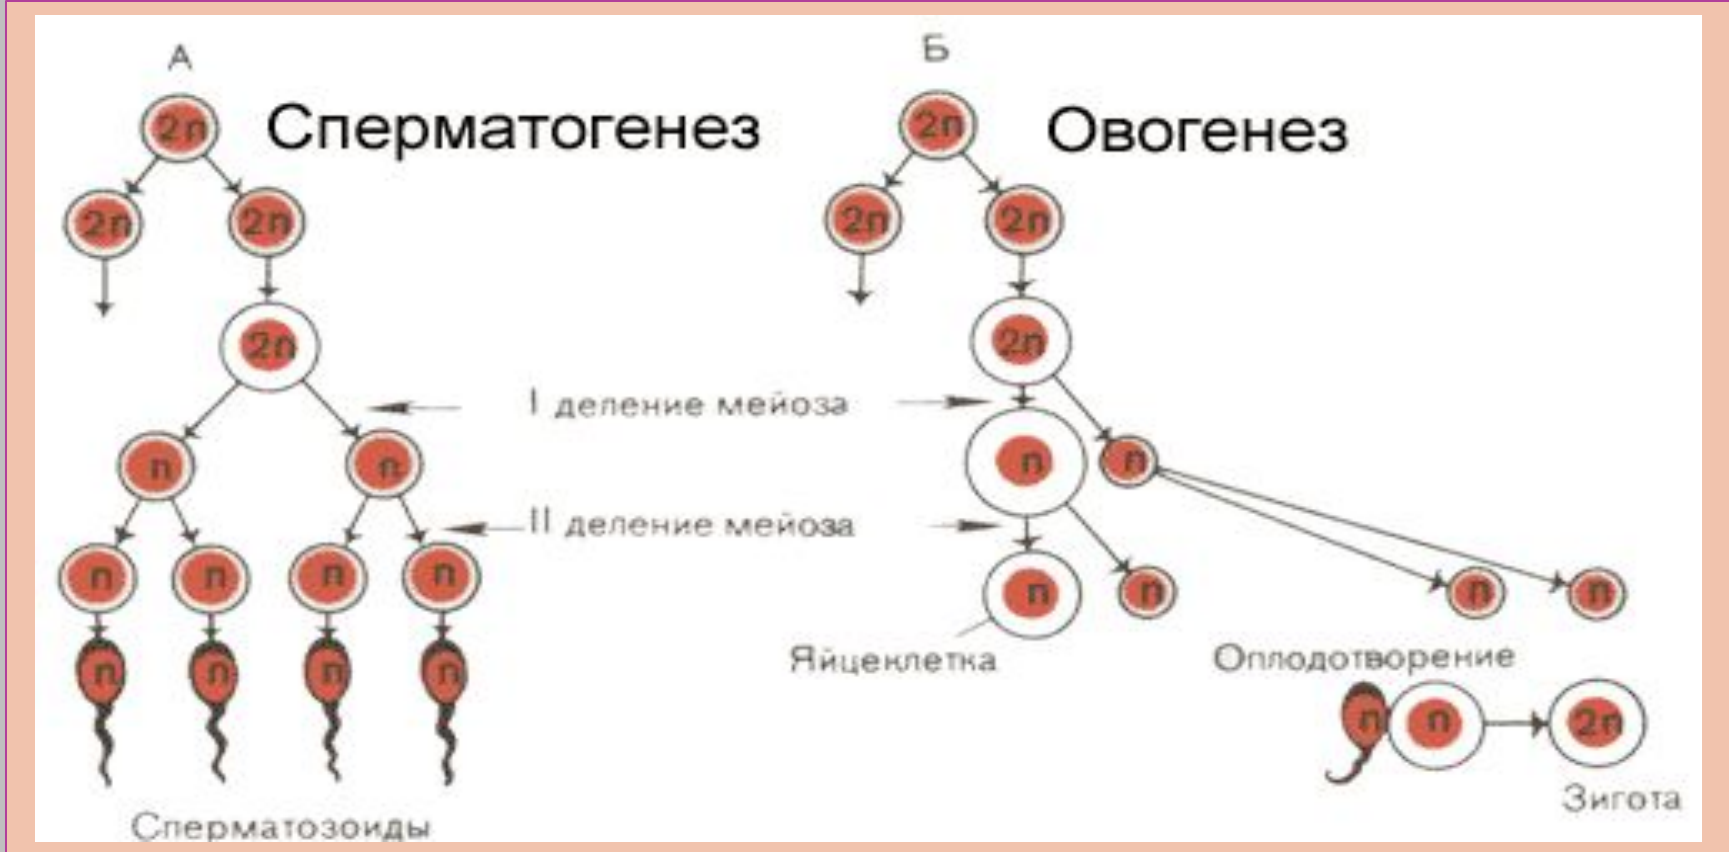 А
Б
Сперматогенез
Овогенез
2n
2n
2n
2n
2n
2n
2n
2n
I деление мейоза
n
n
n
n
II деление мейоза
n
n
n
n
n
n
n
n
Яйцеклетка
Оплодотворение
n
n
n
n
n
n
2n
Зигота
Сперматозоиды